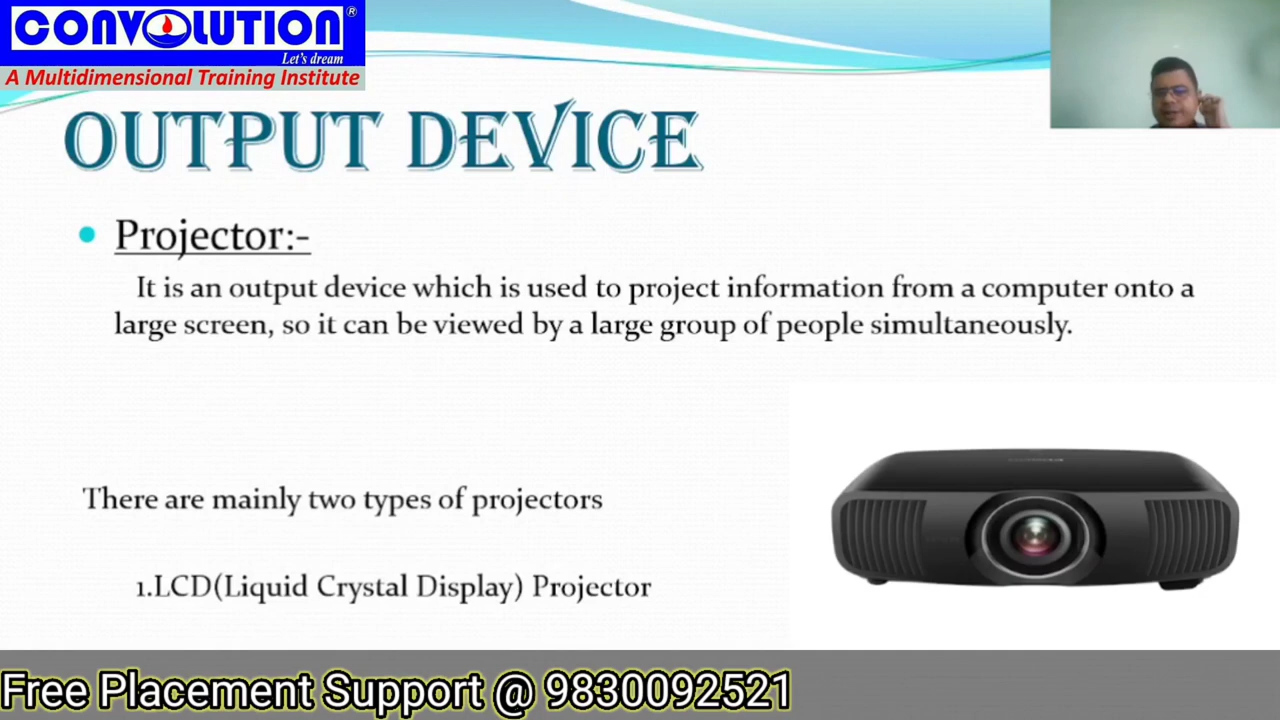 CONVOLUTION®
Let's dream
A Multidimensional Training Institute
OUTPUT DEVICE
• Projector:-
It is an output device which is used to project information from a computer onto a
large screen, so it can be viewed by a large group of people simultaneously.
There are mainly two types of projectors
1.LCD(Liquid Crystal Display) Projector
Free Placement Support @ 9830092521